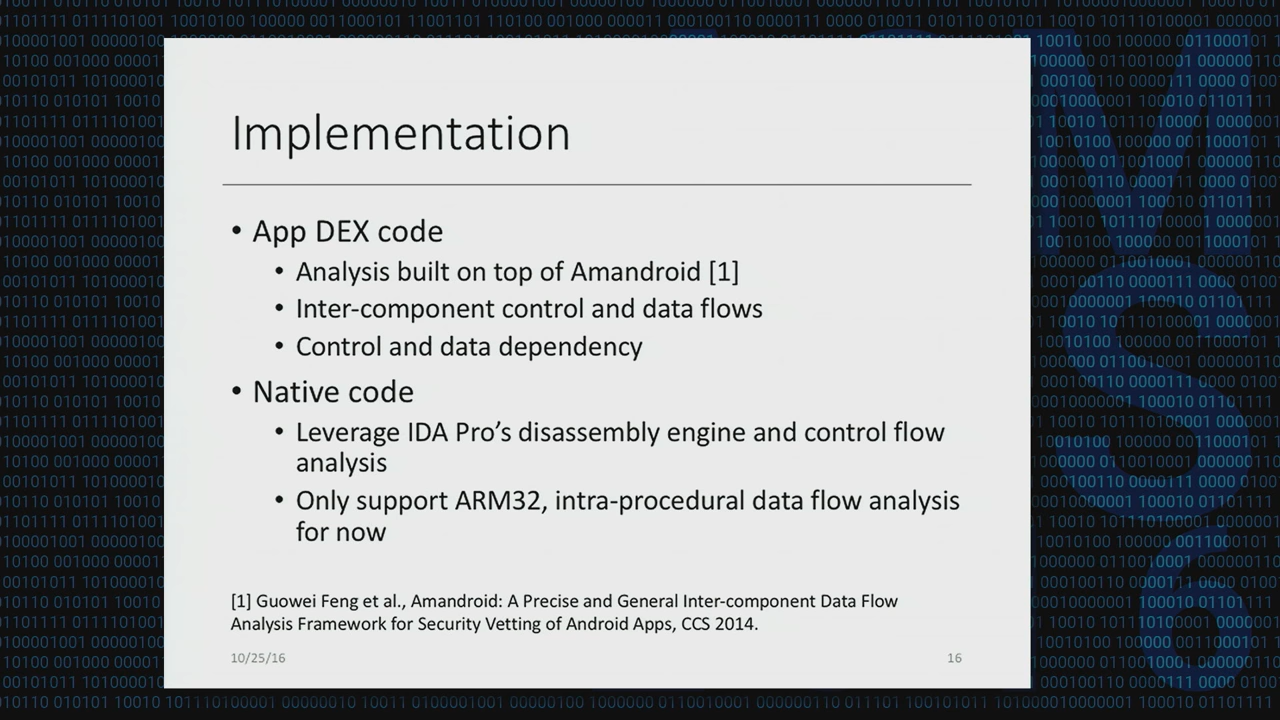 Implementation
• App DEX code
• Analysis built on top of Amandroid [1]
• Inter-component control and data flows
• Control and data dependency
• Native code
• Leverage IDA Pro’s disassembly engine and control flow
analysis
• Only support ARM32, intra-procedural data flow analysis
for now
[1] Guowei Feng et al., Amandroid: A Precise and General Inter-component Data Flow
Analysis Framework for Security Vetting of Android Apps, CCS 2014.
10/25/16
16